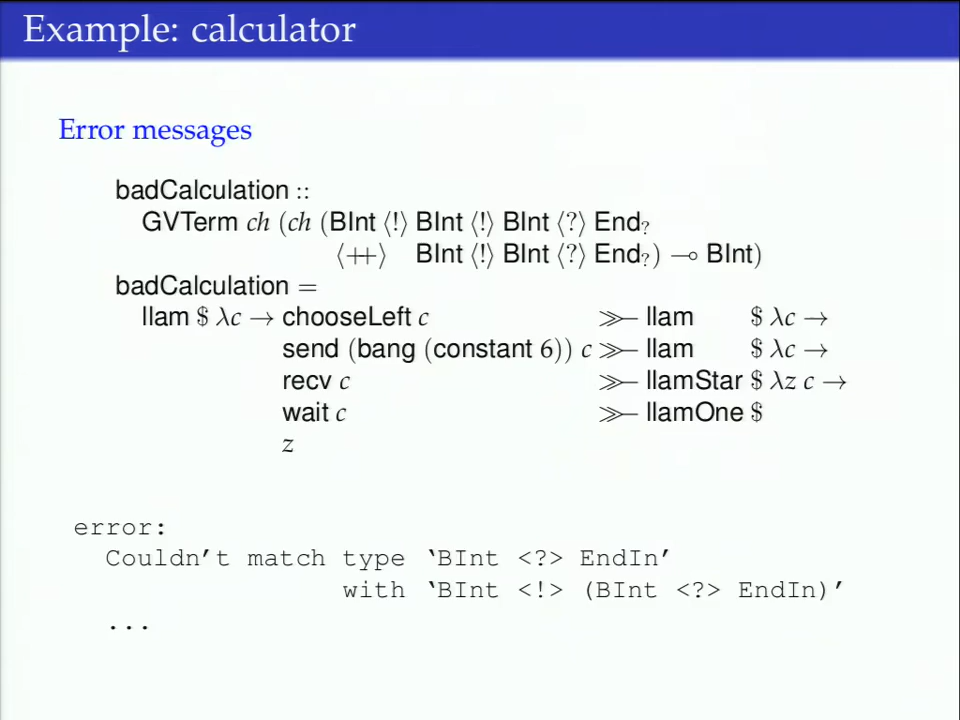 Example: calculator
Error messages
badCalculation ::
GVTerm ch (ch (BInt ⟨!⟩ BInt ⟨!⟩ BInt ⟨?⟩ End?
⟨++⟩ BInt ⟨!⟩ BInt ⟨?⟩ End?) ⊸ BInt)
badCalculation =
llam $ λc → chooseLeft c ⋙— llam $ λc →
send (bang (constant 6)) c ⋙— llam $ λc →
recv c ⋙— llamStar $ λz c →
wait c ⋙— llamOne $
z
error:
Couldn't match type ‘BInt <?> EndIn’
with ‘BInt <!> (BInt <?> EndIn)’
...